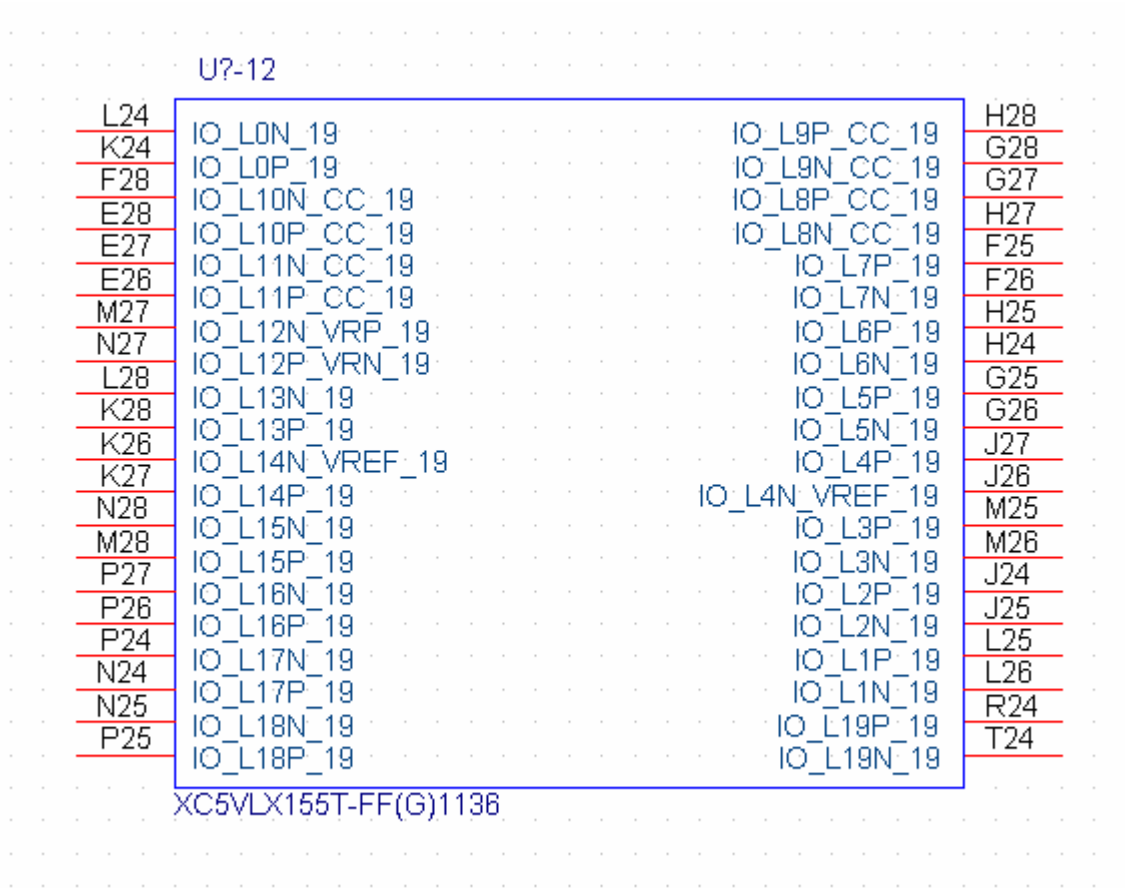 U?-12
L24 IO_L0N_19 IO_L9P_CC_19 H28
K24 IO_L0P_19 IO_L9N_CC_19 G28
F28 IO_L10N_CC_19 IO_L8P_CC_19 G27
E28 IO_L10P_CC_19 IO_L8N_CC_19 H27
E27 IO_L11N_CC_19 IO_L7P_19 F25
E26 IO_L11P_CC_19 IO_L7N_19 F26
M27 IO_L12N_VRP_19 IO_L6P_19 H25
N27 IO_L12P_VRN_19 IO_L6N_19 H24
L28 IO_L13N_19 IO_L5P_19 G25
K28 IO_L13P_19 IO_L5N_19 G26
K26 IO_L14N_VREF_19 IO_L4P_19 J27
K27 IO_L14P_19 IO_L4N_VREF_19 J26
N28 IO_L15N_19 IO_L3P_19 M25
M28 IO_L15P_19 IO_L3N_19 M26
P27 IO_L16N_19 IO_L2P_19 J24
P26 IO_L16P_19 IO_L2N_19 J25
P24 IO_L17N_19 IO_L1P_19 L25
N24 IO_L17P_19 IO_L1N_19 L26
N25 IO_L18N_19 IO_L19P_19 R24
P25 IO_L18P_19 IO_L19N_19 T24
XC5VLX155T-FF(G)1136